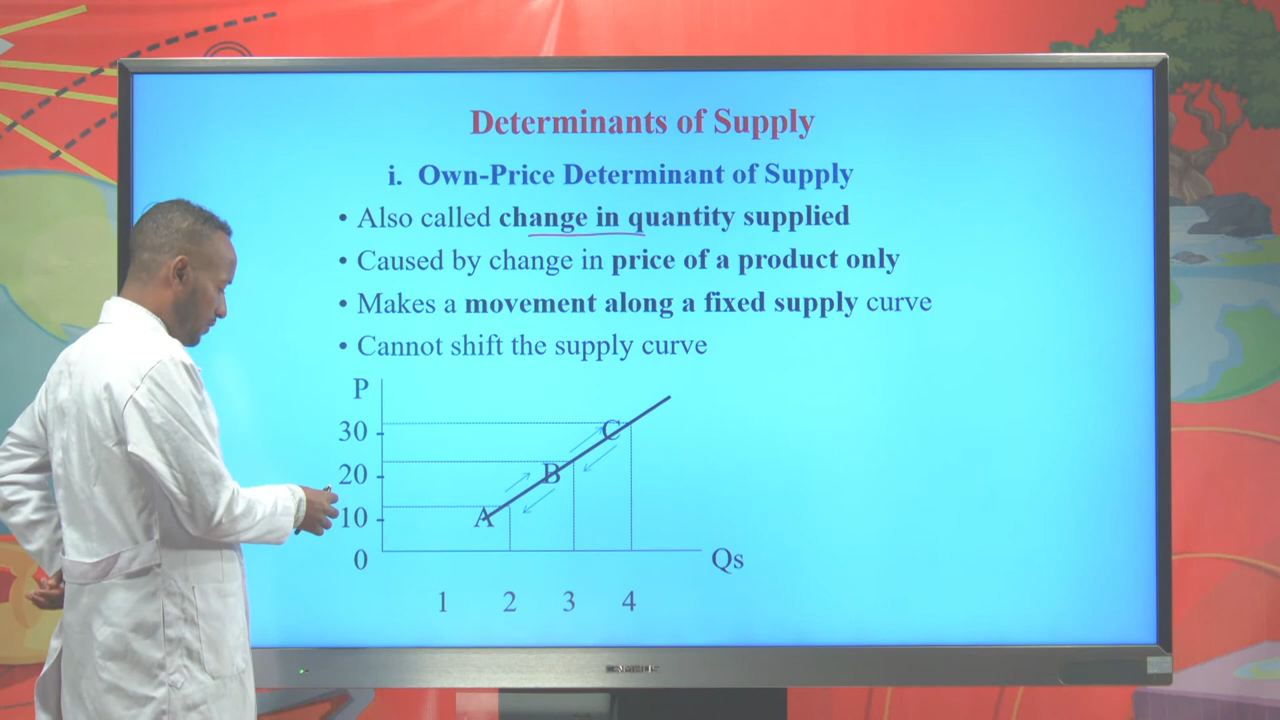 Determinants of Supply
i. Own-Price Determinant of Supply
• Also called change in quantity supplied
• Caused by change in price of a product only
• Makes a movement along a fixed supply curve
• Cannot shift the supply curve
P
30
20
10
0
A
B
C
Qs
1 2 3 4